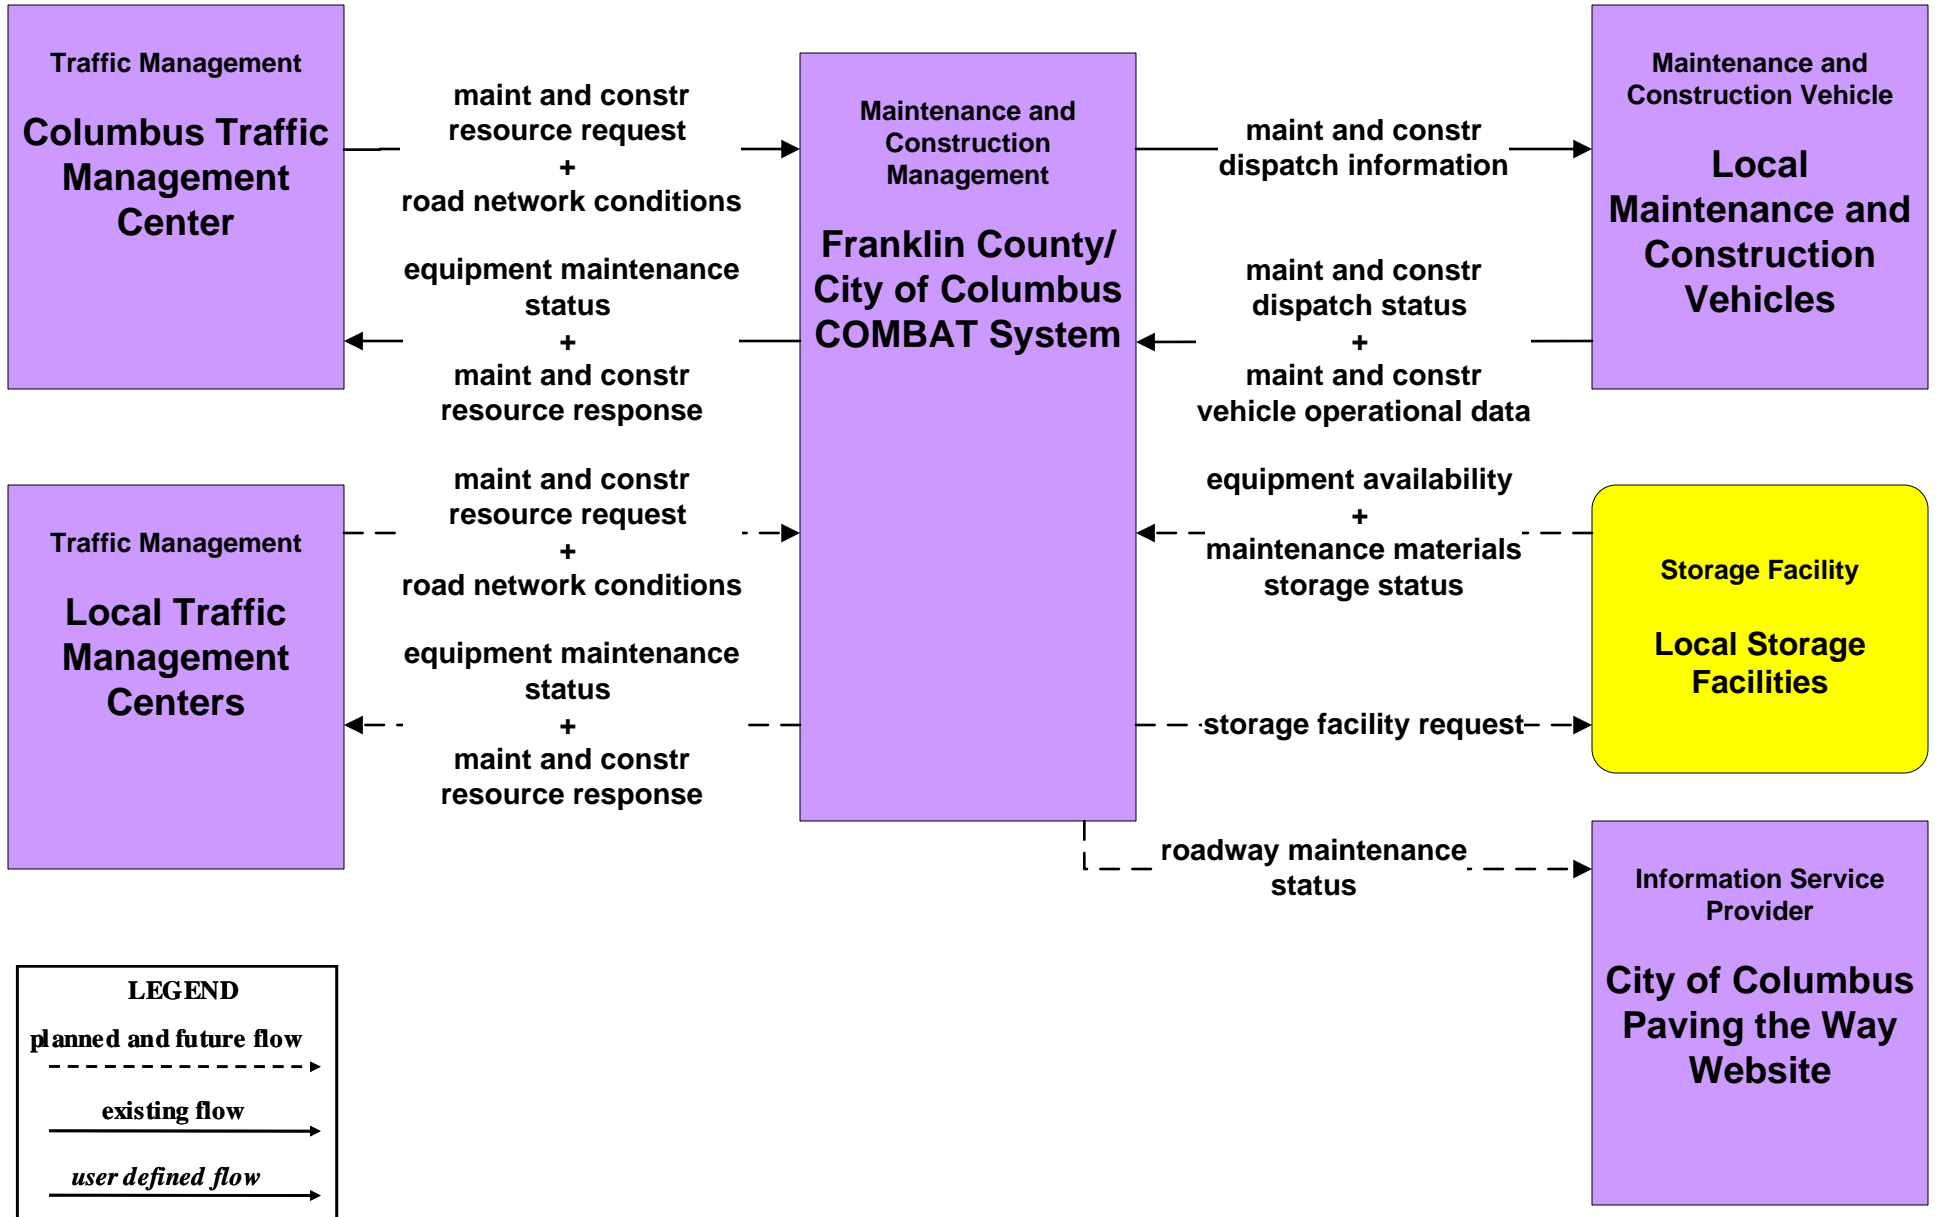 Traffic Management
Columbus Traffic
Management
Center
maint and constr
resource request
+
road network conditions
equipment maintenance
status
+
maint and constr
resource response
Maintenance and
Construction
Management
Franklin County/
City of Columbus
COMBAT System
maint and constr
dispatch information
maint and constr
dispatch status
+
maint and constr
vehicle operational data
Maintenance and
Construction Vehicle
Local
Maintenance and
Construction
Vehicles
Traffic Management
Local Traffic
Management
Centers
maint and constr
resource request
+
road network conditions
equipment maintenance
status
+
maint and constr
resource response
equipment availability
+
maintenance materials
storage status
storage facility request
Storage Facility
Local Storage
Facilities
roadway maintenance
status
Information Service
Provider
City of Columbus
Paving the Way
Website
LEGEND
planned and future flow
existing flow
user defined flow